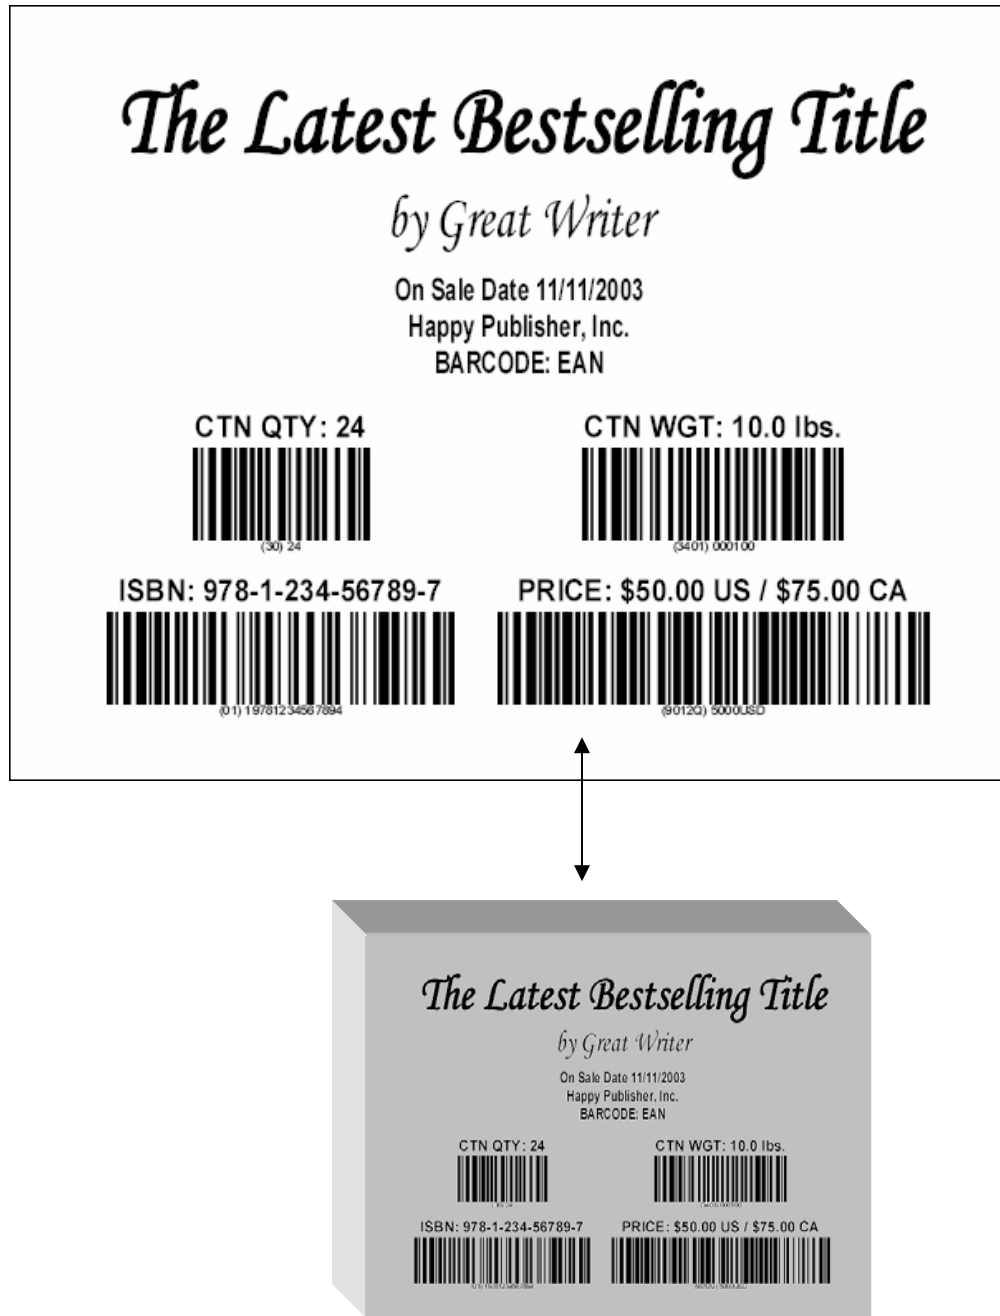 The Latest Bestselling Title
by Great Writer
On Sale Date 11/11/2003
Happy Publisher, Inc.
BARCODE: EAN
CTN QTY: 24 CTN WGT: 10.0 lbs.
(30) 24 (3401) 000100
ISBN: 978-1-234-56789-7 PRICE: $50.00 US / $75.00 CA
(01) 19781234567894 (9012Q) 5000USD
The Latest Bestselling Title
by Great Writer
On Sale Date 11/11/2003
Happy Publisher, Inc.
BARCODE: EAN
CTN QTY: 24 CTN WGT: 10.0 lbs.
ISBN: 978-1-234-56789-7 PRICE: $50.00 US / $75.00 CA